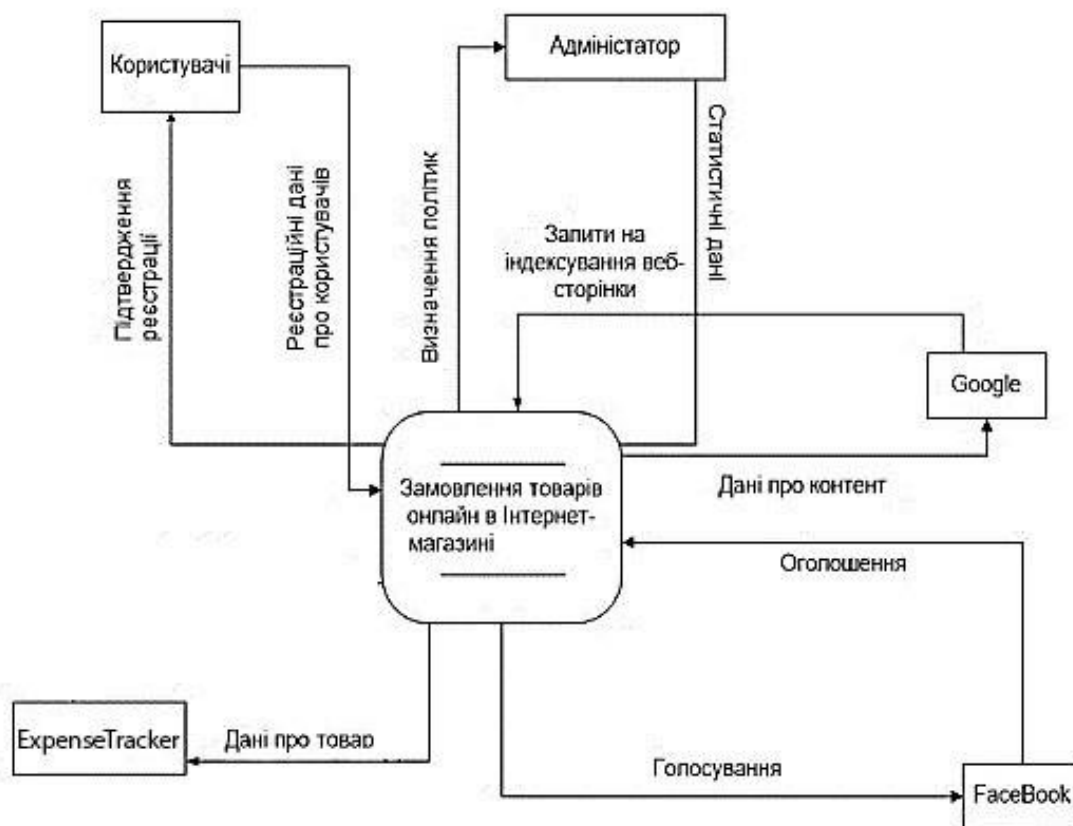 Користувачі
Адміністатор
Підтвердження
реєстрації
Реєстраційні дані
про користувачів
Визначення політик
Статистичні дані
Запити на
індексування веб-
сторінки
Google
Замовлення товарів
онлайн в Інтернет-
магазині
Дані про контент
Оголошення
ExpenseTracker
Дані про товар
Голосування
FaceBook